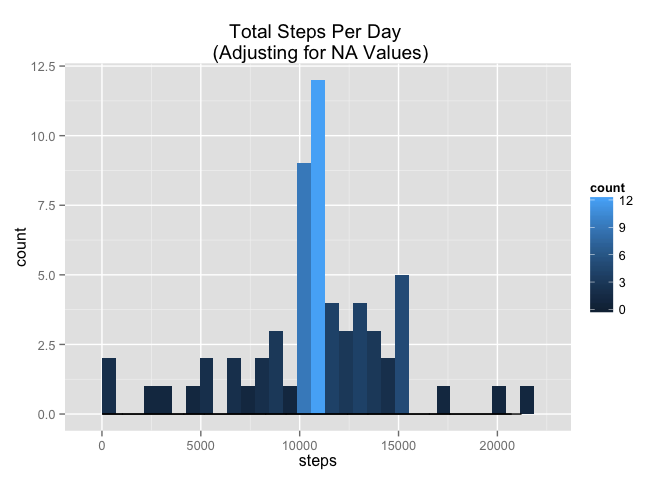 Total Steps Per Day
(Adjusting for NA Values)
12.5
10.0
7.5
5.0
2.5
0.0
count
0 5000 10000 15000 20000
steps
count
12
9
6
3
0